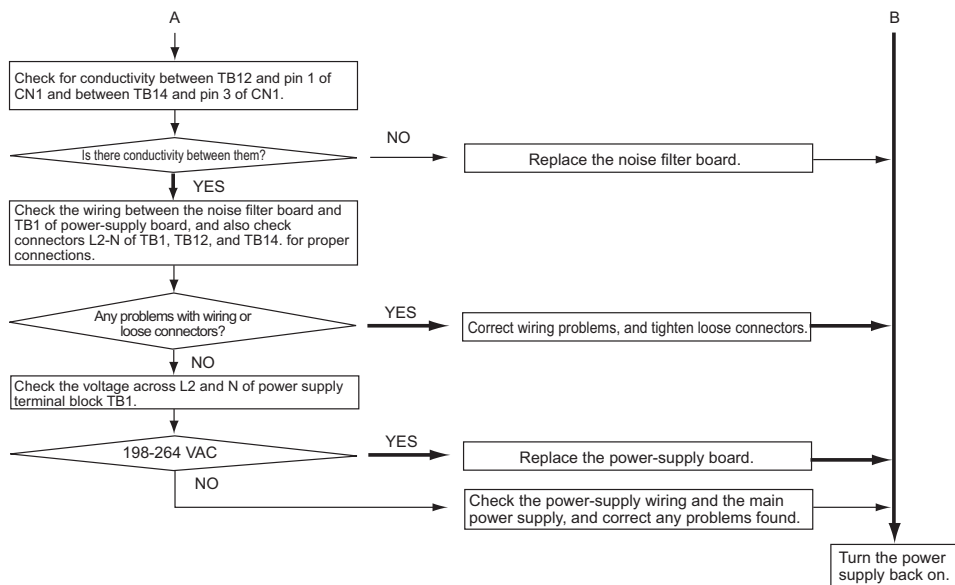 A
B
Check for conductivity between TB12 and pin 1 of
CN1 and between TB14 and pin 3 of CN1.
Is there conductivity between them?
NO
Replace the noise filter board.
YES
Check the wiring between the noise filter board and
TB1 of power-supply board, and also check
connectors L2-N of TB1, TB12, and TB14. for proper
connections.
Any problems with wiring or
loose connectors?
YES
Correct wiring problems, and tighten loose connectors.
NO
Check the voltage across L2 and N of power supply
terminal block TB1.
198-264 VAC
YES
Replace the power-supply board.
NO
Check the power-supply wiring and the main
power supply, and correct any problems found.
Turn the power
supply back on.